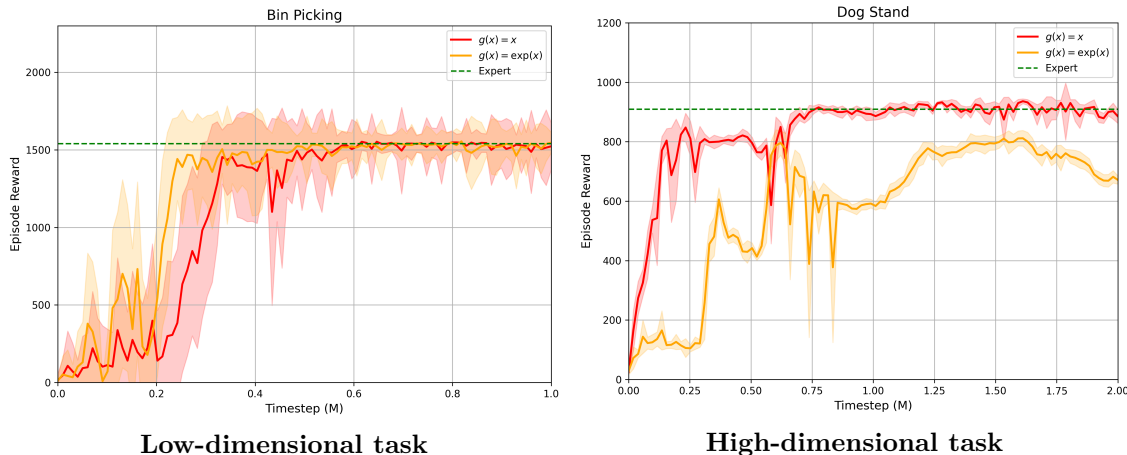 Bin Picking
g(x) = x
g(x) = exp(x)
Expert
Episode Reward
2000
1500
1000
500
0
0.0 0.2 0.4 0.6 0.8 1.0
Timestep (M)
Low-dimensional task
Dog Stand
g(x) = x
g(x) = exp(x)
Expert
Episode Reward
1200
1000
800
600
400
200
0
0.00 0.25 0.50 0.75 1.00 1.25 1.50 1.75 2.00
Timestep (M)
High-dimensional task